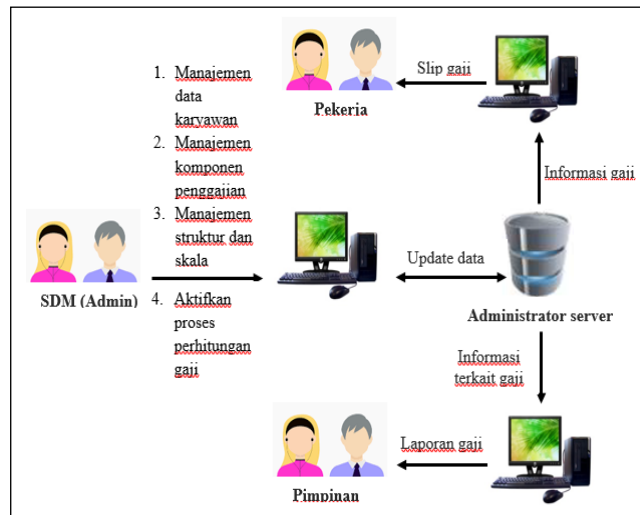 Slip gaji
Pekerja
1. Manajemen
data
karyawan
2. Manajemen
komponen
penggajian
3. Manajemen
struktur dan
skala
4. Aktifkan
proses
perhitungan
gaji
Informasi gaji
SDM (Admin)
Update data
Administrator server
Informasi
terkait gaji
Laporan gaji
Pimpinan